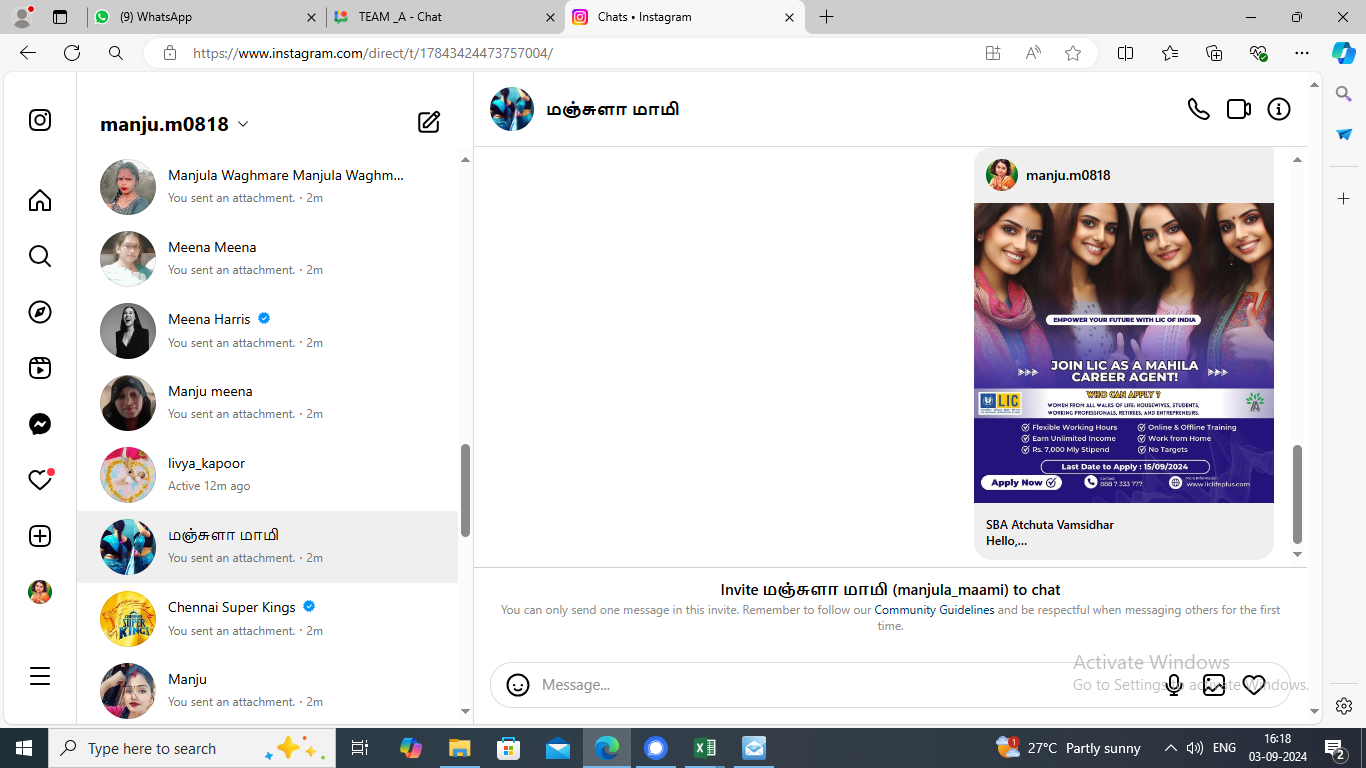 (9) WhatsApp
TEAM _A - Chat
Chats • Instagram
https://www.instagram.com/direct/t/17843424473757004/
manju.m0818
Manjula Waghmare Manjula Waghm...
You sent an attachment. · 2m
Meena Meena
You sent an attachment. · 2m
Meena Harris
You sent an attachment. · 2m
Manju meena
You sent an attachment. · 2m
livya_kapoor
Active 12m ago
மஞ்சுளா மாமி
You sent an attachment. · 2m
Chennai Super Kings
You sent an attachment. · 2m
Manju
You sent an attachment. · 2m
மஞ்சுளா மாமி
manju.m0818
EMPOWER YOUR FUTURE WITH LIC OF INDIA
JOIN LIC AS A MAHILA
CAREER AGENT!
WHO CAN APPLY ?
LIC
WOMEN FROM ALL WALKS OF LIFE: HOUSEWIVES, STUDENTS,
WORKING PROFESSIONALS, RETIREES, AND ENTREPRENEURS.
Flexible Working Hours
Online & Offline Training
Earn Unlimited Income
Work from Home
Rs. 7,000 Mly Stipend
No Targets
Last Date to Apply : 15/09/2024
Apply Now
Contact
888 7 333 777
www.liclifeplus.com
SBA Atchuta Vamsidhar
Hello,...
Invite மஞ்சுளா மாமி (manjula_maami) to chat
You can only send one message in this invite. Remember to follow our Community Guidelines and be respectful when messaging others for the first
time.
Message...
Activate Windows
Go to Settings to activate Windows.
Type here to search
1
27°C Partly sunny
ENG
16:18
03-09-2024
2